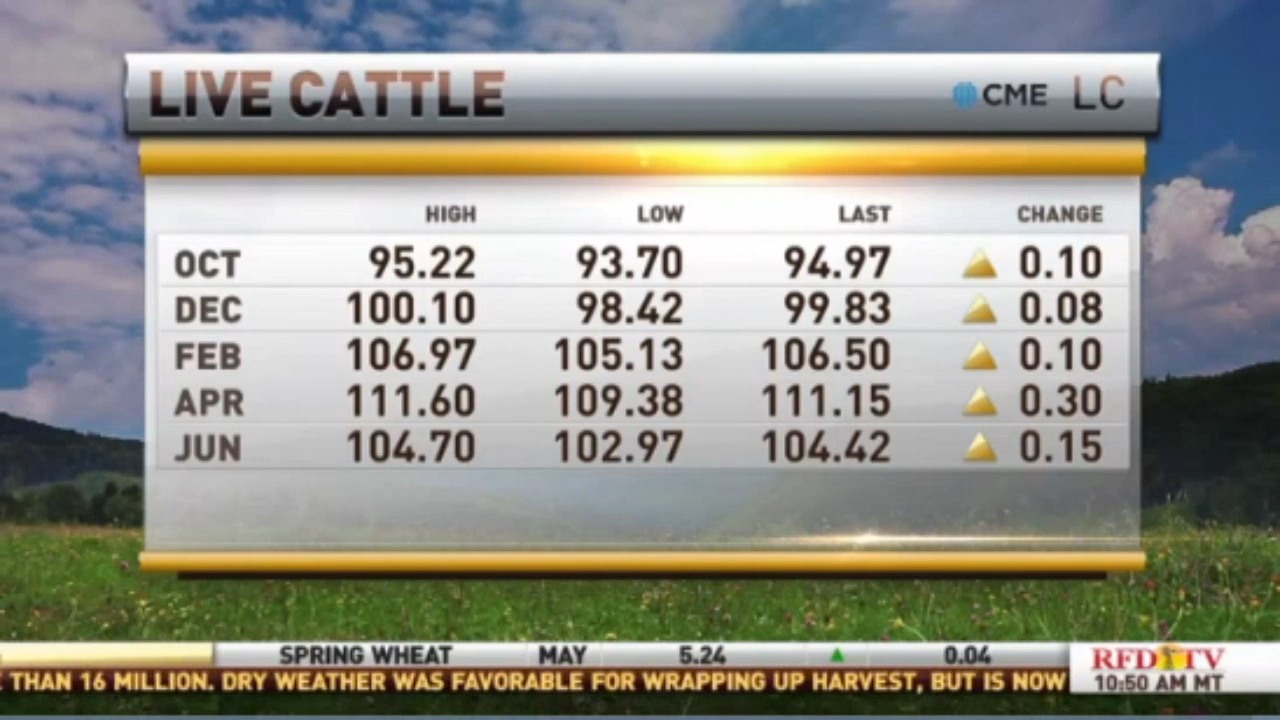 LIVE CATTLE CME LC
HIGH LOW LAST CHANGE
OCT 95.22 93.70 94.97 0.10
DEC 100.10 98.42 99.83 0.08
FEB 106.97 105.13 106.50 0.10
APR 111.60 109.38 111.15 0.30
JUN 104.70 102.97 104.42 0.15
SPRING WHEAT MAY 5.24 0.04
RFD TV
THAN 16 MILLION. DRY WEATHER WAS FAVORABLE FOR WRAPPING UP HARVEST, BUT IS NOW
10:50 AM MT